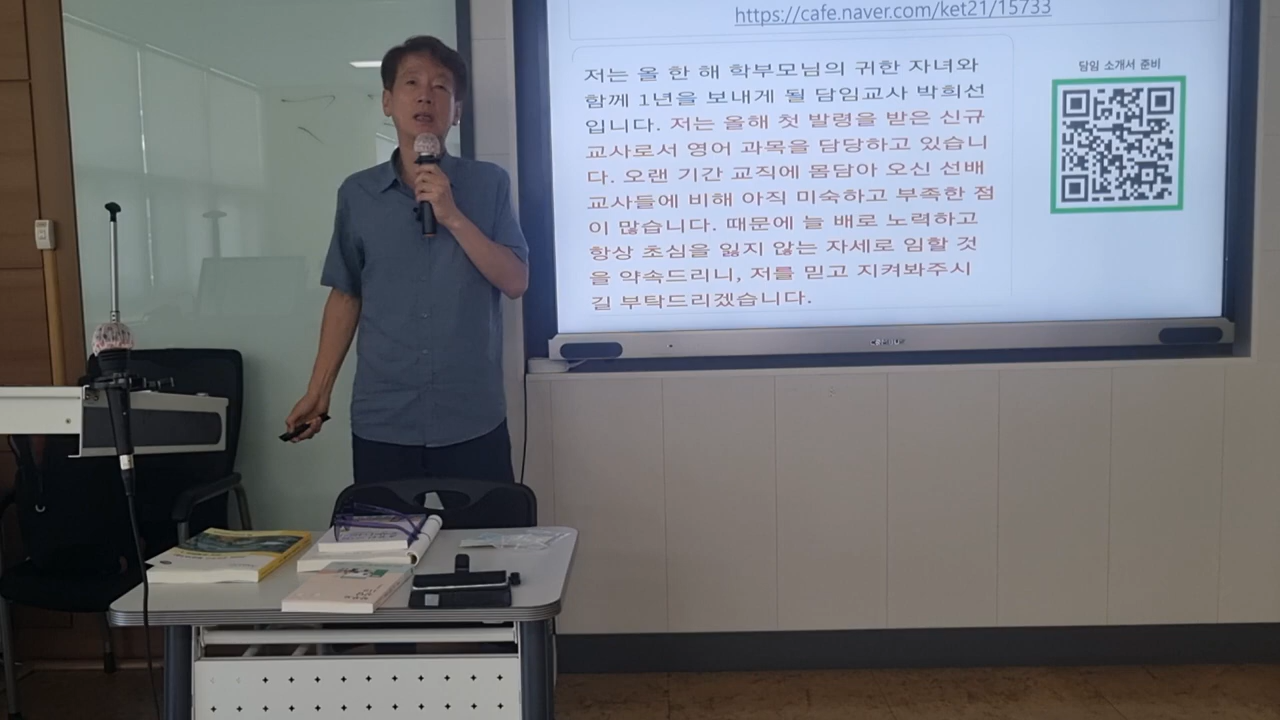 https://cafe.naver.com/ket21/15733
저는 올 한 해 학부모님의 귀한 자녀와
함께 1년을 보내게 될 담임교사 박희선
입니다. 저는 올해 첫 발령을 받은 신규
교사로서 영어 과목을 담당하고 있습니
다. 오랜 기간 교직에 몸담아 오신 선배
교사들에 비해 아직 미숙하고 부족한 점
이 많습니다. 때문에 늘 배로 노력하고
항상 초심을 잃지 않는 자세로 임할 것
을 약속드리니, 저를 믿고 지켜봐주시
길 부탁드리겠습니다.
담임 소개서 준비